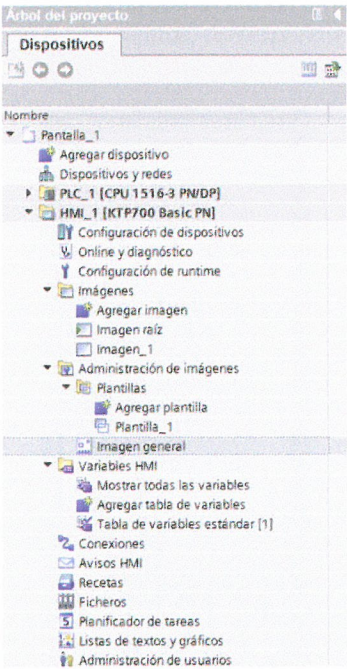 Árbol del proyecto
Dispositivos
Nombre
Pantalla_1
Agregar dispositivo
Dispositivos y redes
PLC_1 [CPU 1516-3 PN/DP]
HMI_1 [KTP700 Basic PN]
Configuración de dispositivos
Online y diagnóstico
Configuración de runtime
Imágenes
Agregar imagen
Imagen raíz
Imagen_1
Administración de imágenes
Plantillas
Agregar plantilla
Plantilla_1
Imagen general
Variables HMI
Mostrar todas las variables
Agregar tabla de variables
Tabla de variables estándar [1]
Conexiones
Avisos HMI
Recetas
Ficheros
Planificador de tareas
Listas de textos y gráficos
Administración de usuarios